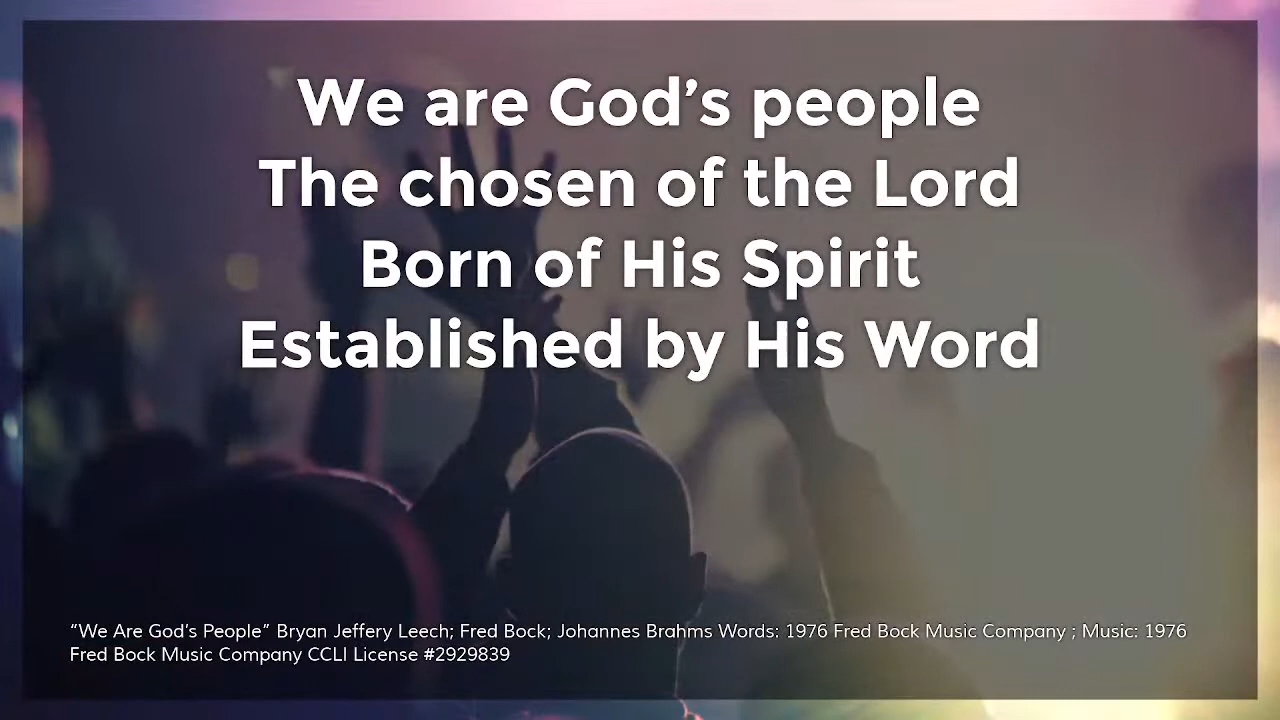 We are God’s people
The chosen of the Lord
Born of His Spirit
Established by His Word
“We Are God’s People” Bryan Jeffery Leech; Fred Bock; Johannes Brahms Words: 1976 Fred Bock Music Company ; Music: 1976
Fred Bock Music Company CCLI License #2929839